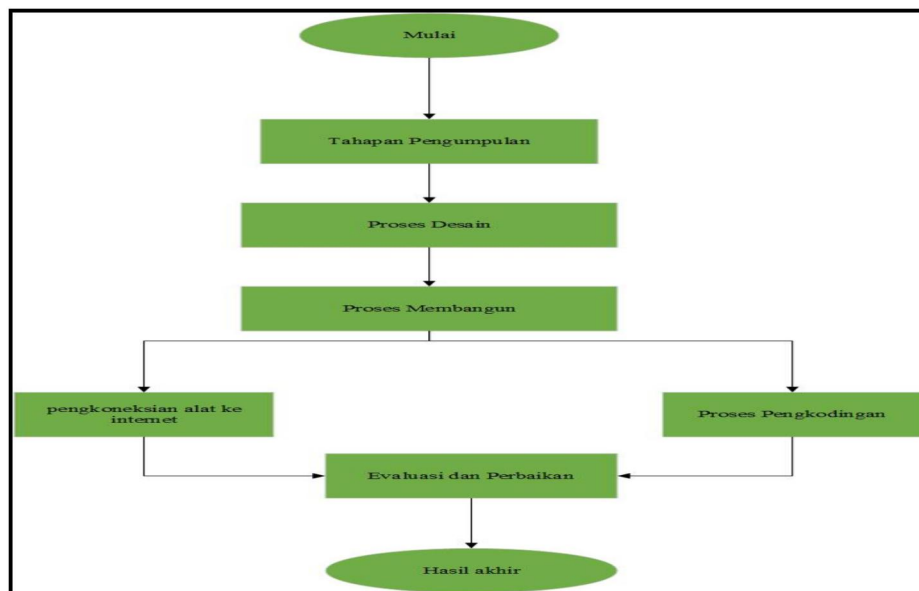 Mulai
Tahapan Pengumpulan
Proses Desain
Proses Membangun
pengkoneksian alat ke
internet
Proses Pengkodingan
Evaluasi dan Perbaikan
Hasil akhir